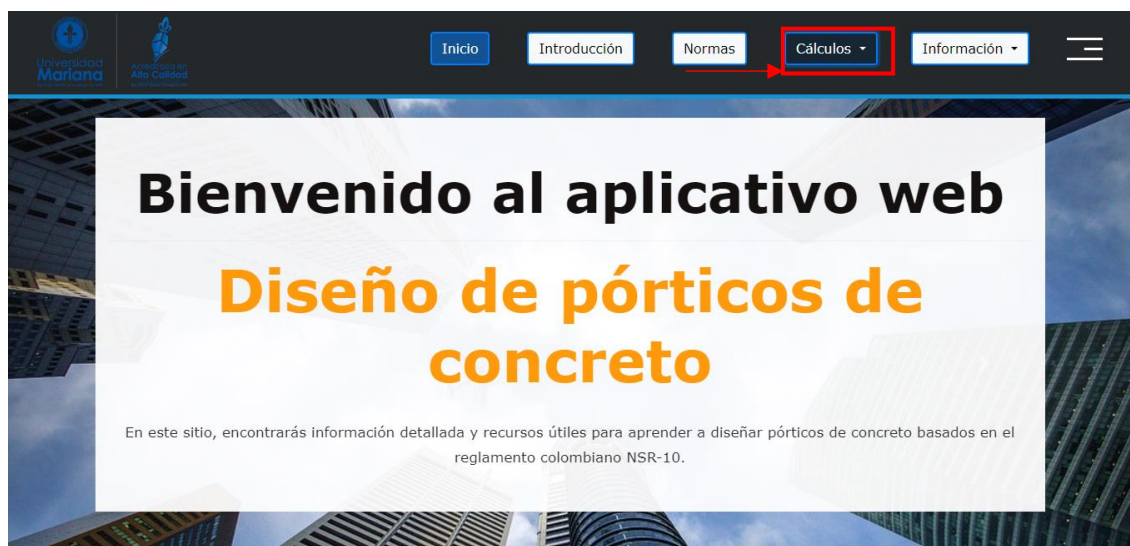 Universidad
Mariana
Acreditada en
Alta Calidad
Inicio
Introducción
Normas
Cálculos
Información
Bienvenido al aplicativo web
Diseño de pórticos de
concreto
En este sitio, encontrarás información detallada y recursos útiles para aprender a diseñar pórticos de concreto basados en el
reglamento colombiano NSR-10.